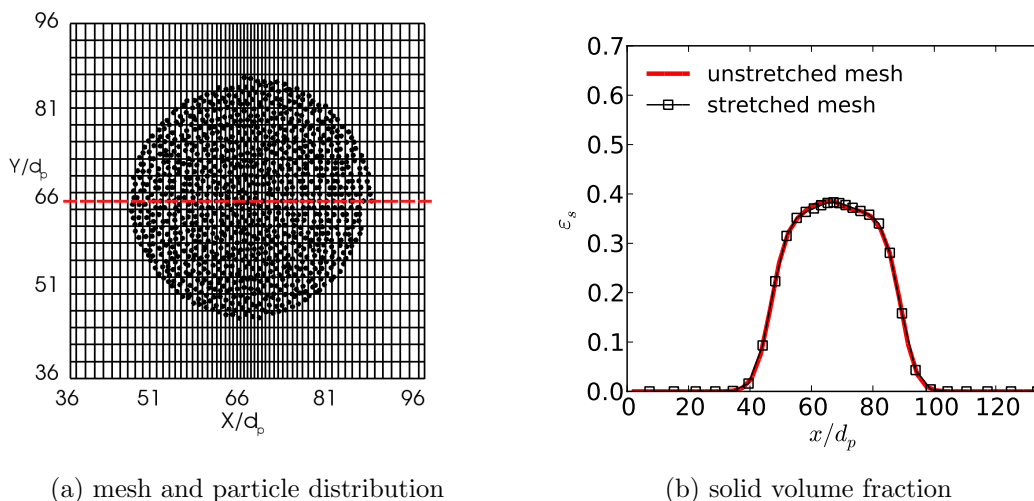 96
81
Y/d_p
66
51
36
36 51 66 81 96
X/d_p
(a) mesh and particle distribution
0.7
0.6
0.5
0.4
0.3
0.2
0.1
0.0
ε_s
unstretched mesh
stretched mesh
0 20 40 60 80 100 120
x/d_p
(b) solid volume fraction